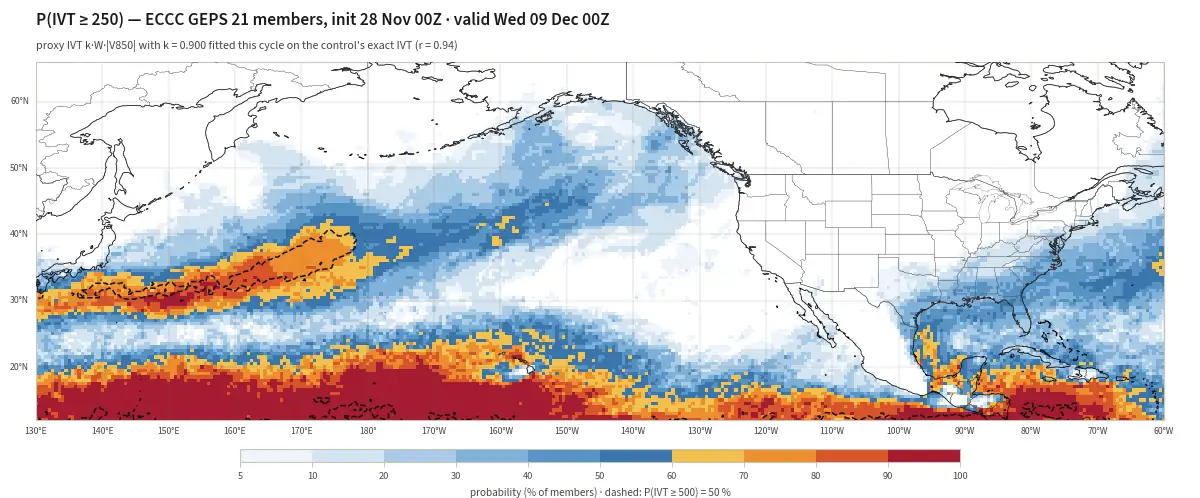 P(IVT ≥ 250) — ECCC GEPS 21 members, init 28 Nov 00Z · valid Wed 09 Dec 00Z
proxy IVT k·W·|V850| with k = 0.900 fitted this cycle on the control's exact IVT (r = 0.94)
60°N
50°N
40°N
30°N
20°N
130°E 140°E 150°E 160°E 170°E 180° 170°W 160°W 150°W 140°W 130°W 120°W 110°W 100°W 90°W 80°W 70°W 60°W
5 10 20 30 40 50 60 70 80 90 100
probability (% of members) · dashed: P(IVT ≥ 500) = 50 %